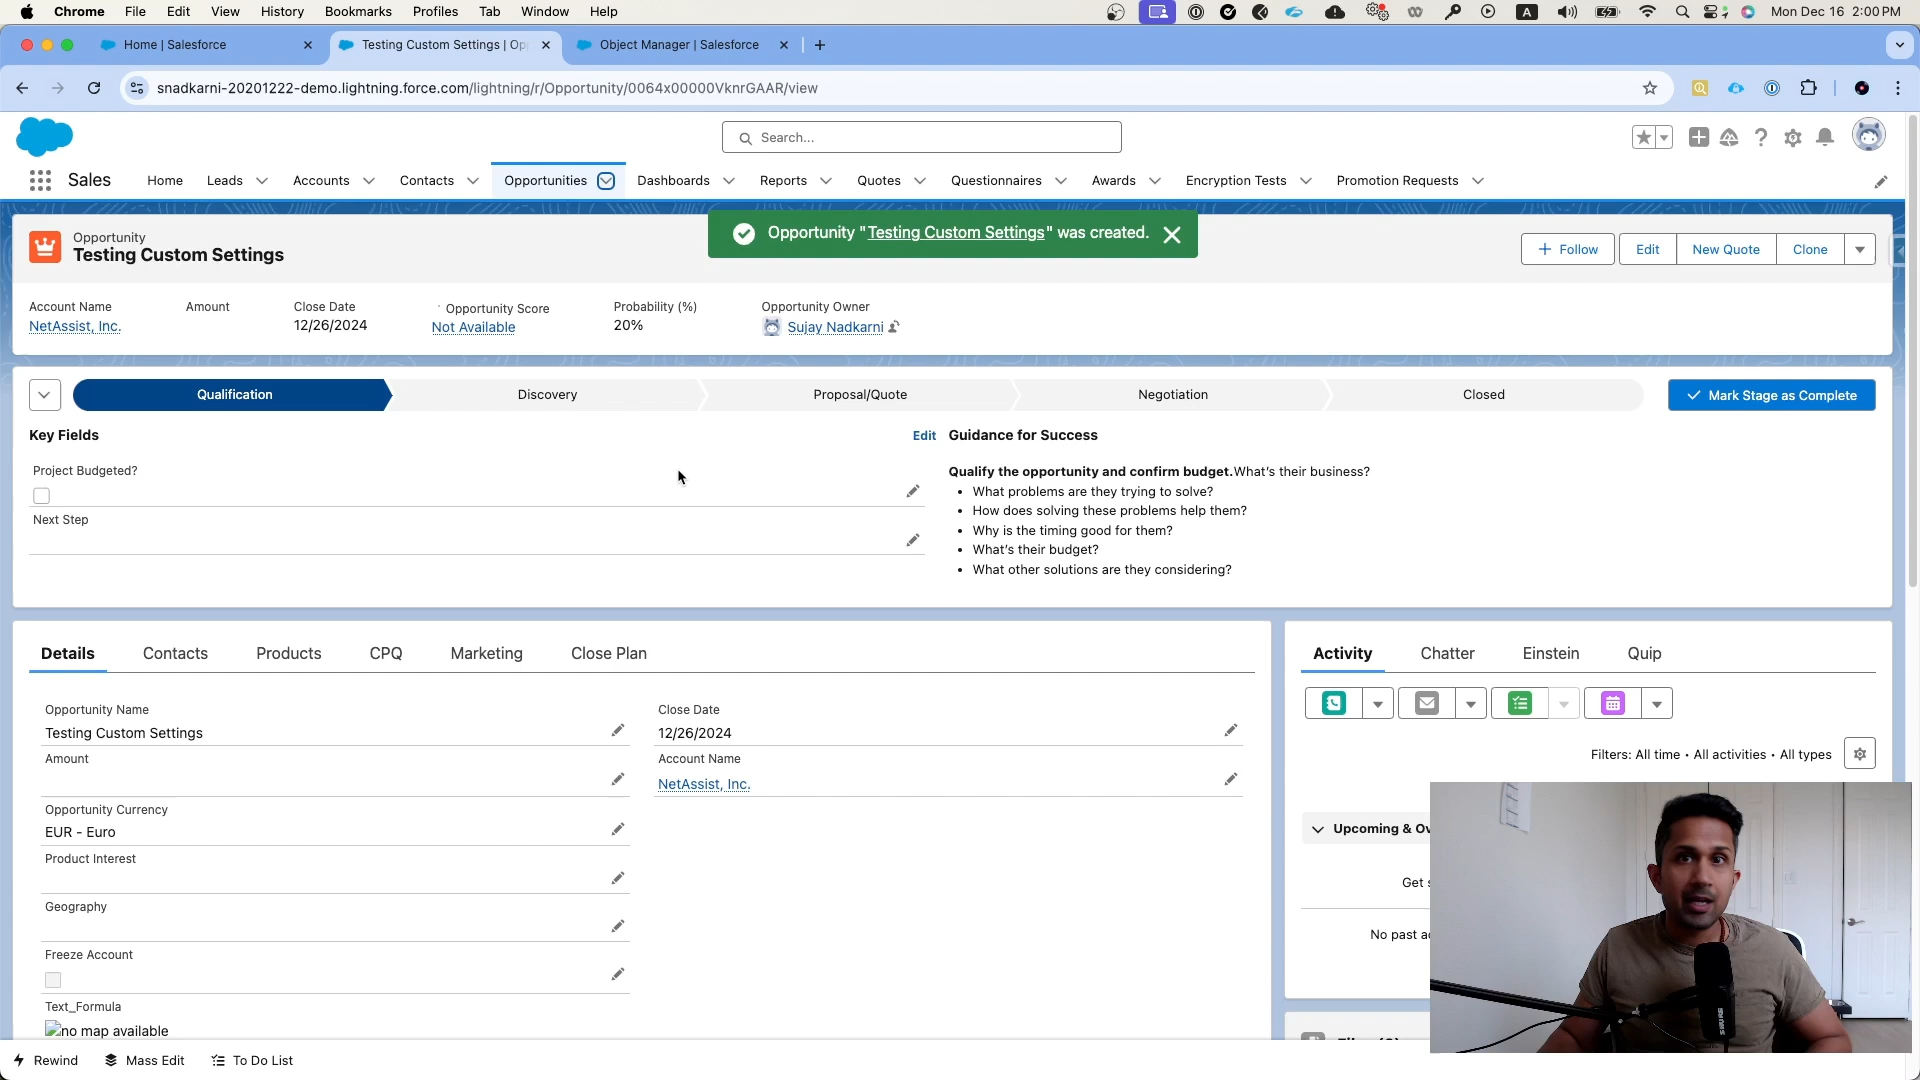 Chrome File Edit View History Bookmarks Profiles Tab Window Help
A Mon Dec 16 2:00 PM
Home | Salesforce
Testing Custom Settings | Op
Object Manager | Salesforce
snadkarni-20201222-demo.lightning.force.com/lightning/r/Opportunity/0064x00000VknrGAAR/view
Search...
Sales Home Leads Accounts Contacts Opportunities Dashboards Reports Quotes Questionnaires Awards Encryption Tests Promotion Requests
Opportunity "Testing Custom Settings" was created.
Opportunity
Testing Custom Settings
Follow Edit New Quote Clone
Account Name
NetAssist, Inc.
Amount
Close Date
12/26/2024
Opportunity Score
Not Available
Probability (%)
20%
Opportunity Owner
Sujay Nadkarni
Qualification Discovery Proposal/Quote Negotiation Closed
Mark Stage as Complete
Key Fields Edit
Project Budgeted?
Next Step
Guidance for Success
Qualify the opportunity and confirm budget.What's their business?
• What problems are they trying to solve?
• How does solving these problems help them?
• Why is the timing good for them?
• What's their budget?
• What other solutions are they considering?
Details Contacts Products CPQ Marketing Close Plan
Opportunity Name
Testing Custom Settings
Amount
Opportunity Currency
EUR - Euro
Product Interest
Geography
Freeze Account
Text_Formula
no map available
Close Date
12/26/2024
Account Name
NetAssist, Inc.
Activity Chatter Einstein Quip
Filters: All time • All activities • All types
Upcoming & Ov
Get s
No past a
Rewind Mass Edit To Do List